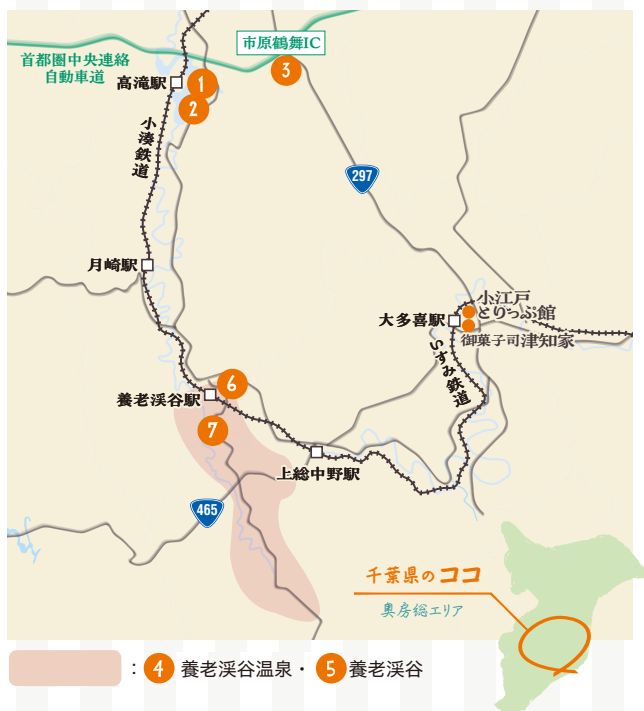 首都圏中央連絡
自動車道
市原鶴舞IC
高滝駅
1
2
3
小湊鉄道
297
月崎駅
小江戸
とりっぷ館
大多喜駅
御菓子司津知家
いすみ鉄道
養老渓谷駅
6
7
上総中野駅
465
千葉県のココ
奥房総エリア
：4 養老渓谷温泉・5 養老渓谷